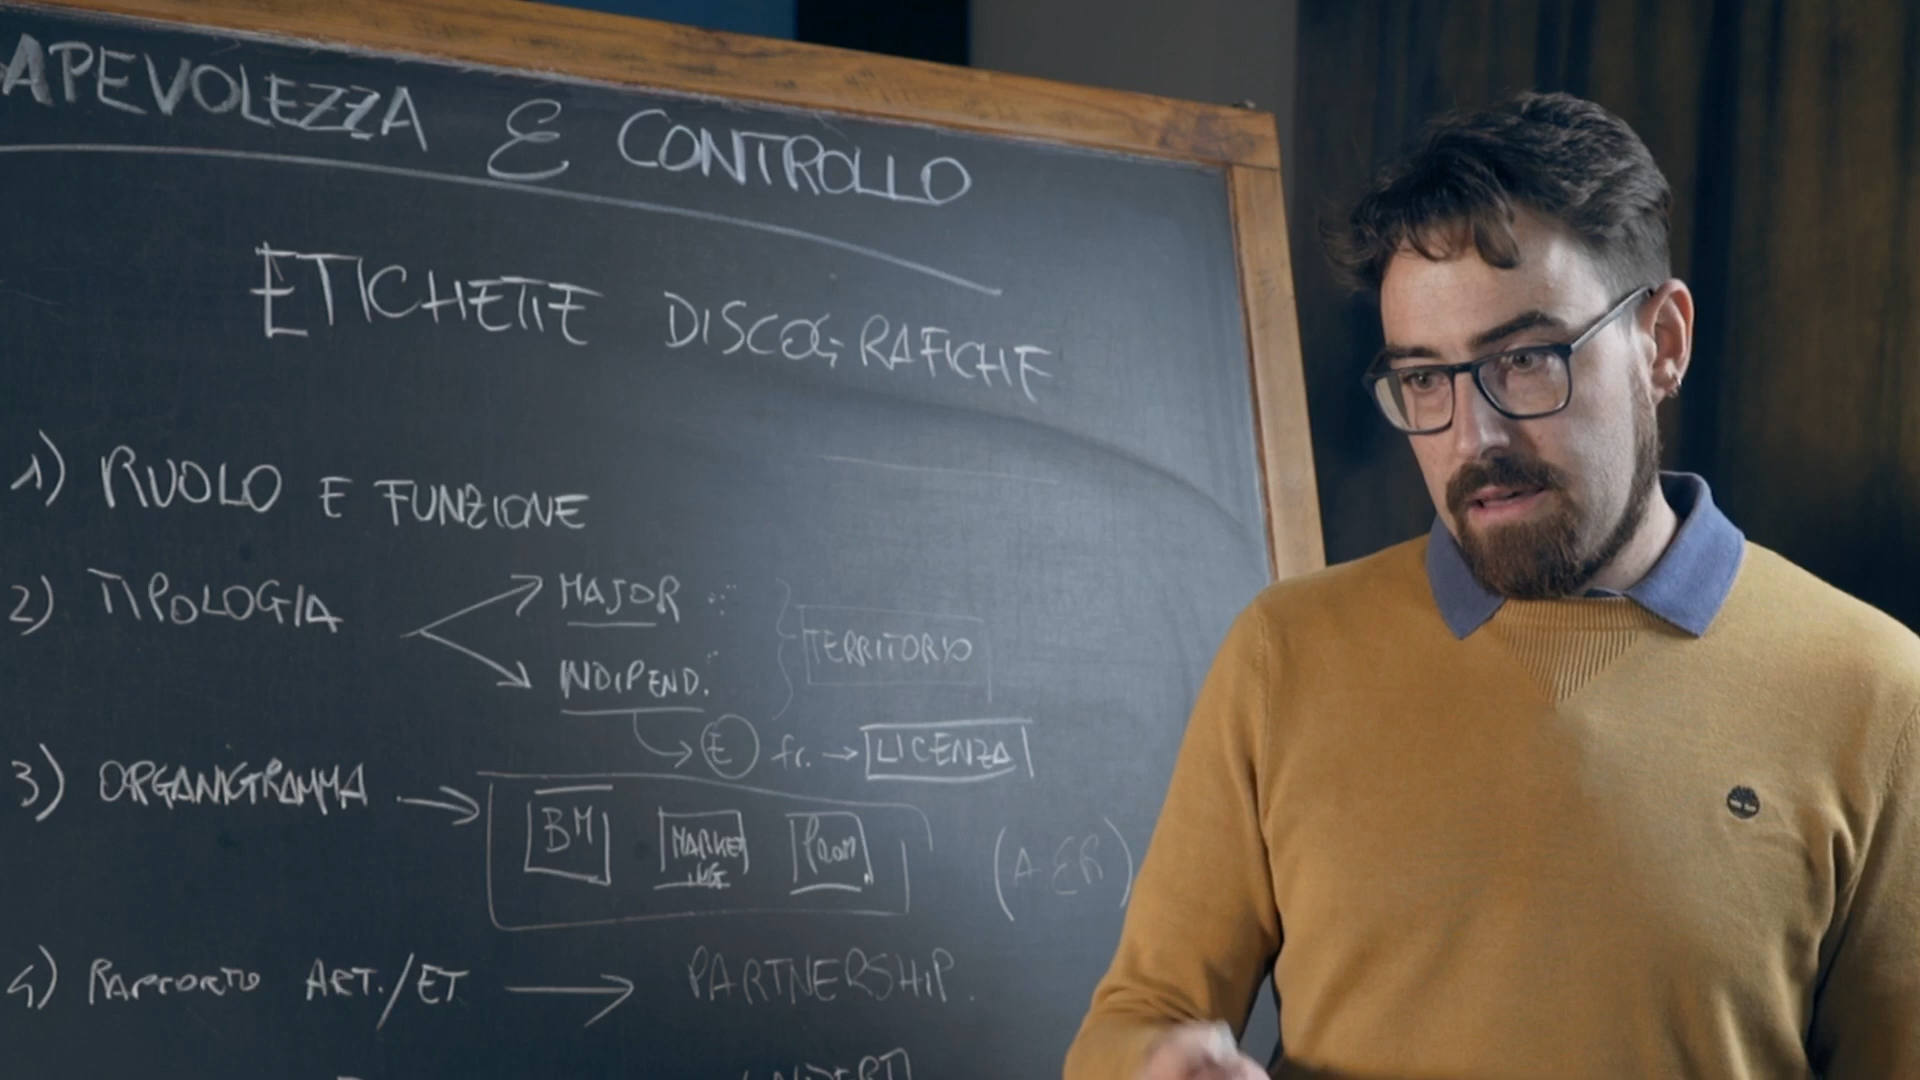 APEVOLEZZA E CONTROLLO
ETICHETTE DISCOGRAFICHE
1) RUOLO E FUNZIONE
2) TIPOLOGIA
MAJOR
INDIPEND.
TERRITORIO
E fr. → LICENZA
3) ORGANIGRAMMA →
BM
MARKETING
PROM.
(A E R)
4) RAPPORTO ART./ET → PARTNERSHIP.